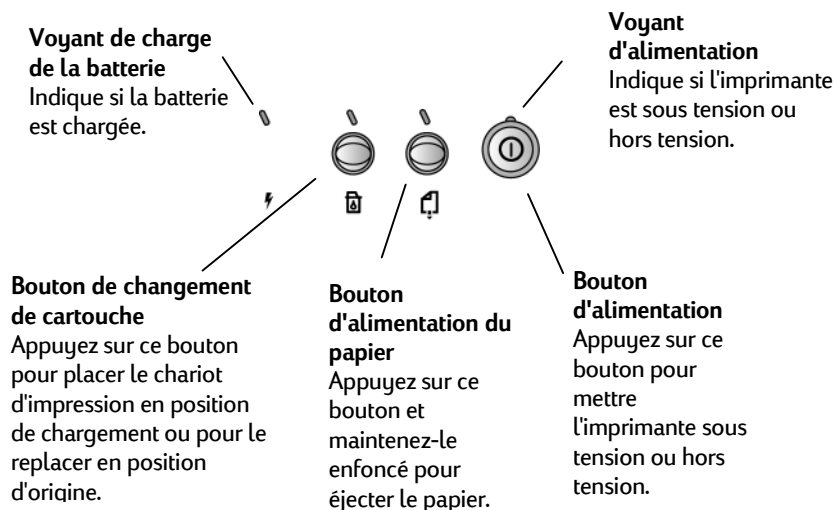 Voyant de charge
de la batterie
Indique si la batterie
est chargée.
Voyant
d'alimentation
Indique si l'imprimante
est sous tension ou
hors tension.
Bouton de changement
de cartouche
Appuyez sur ce bouton
pour placer le chariot
d'impression en position
de chargement ou pour le
replacer en position
d'origine.
Bouton
d'alimentation du
papier
Appuyez sur ce
bouton et
maintenez-le
enfoncé pour
éjecter le papier.
Bouton
d'alimentation
Appuyez sur ce
bouton pour
mettre
l'imprimante sous
tension ou hors
tension.